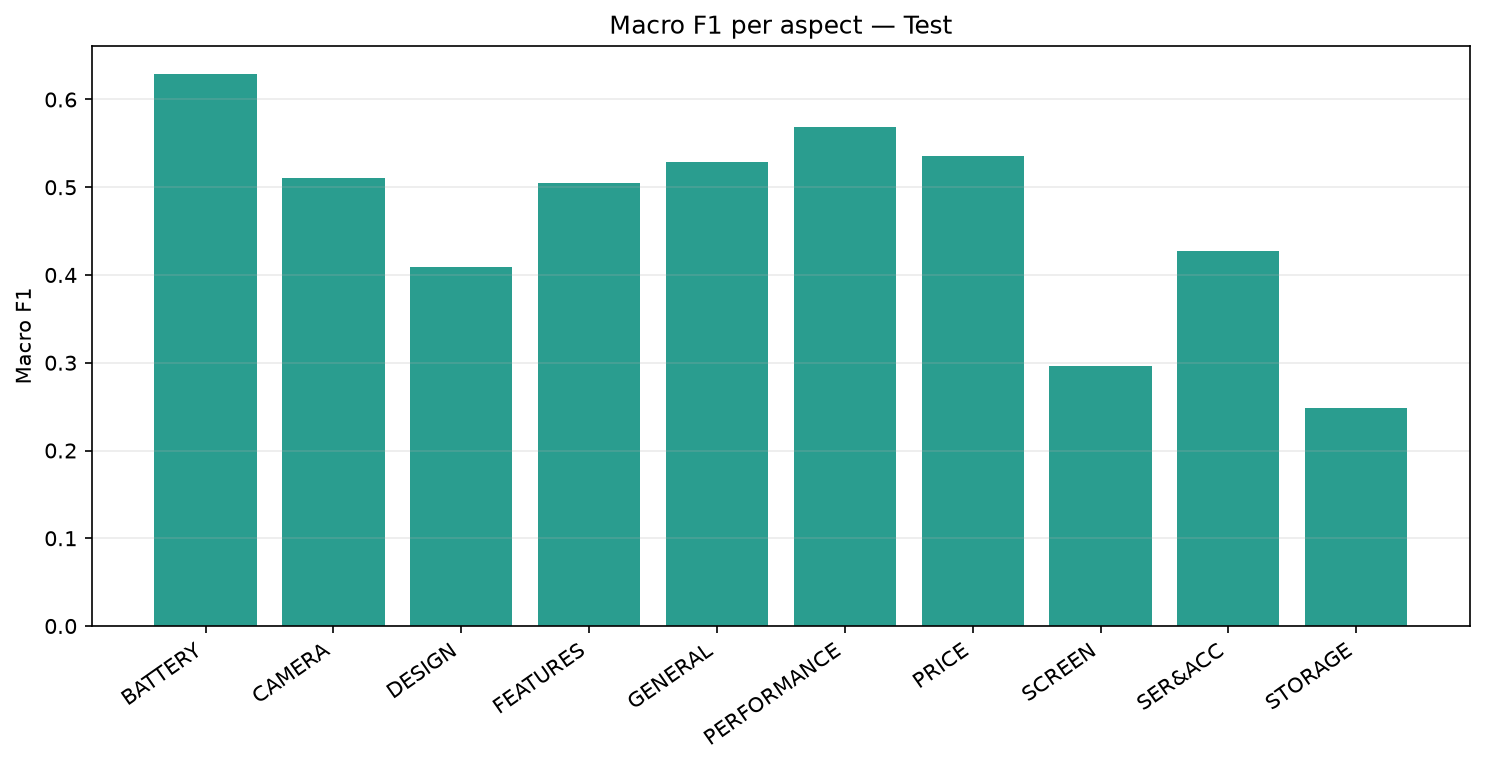 Macro F1 per aspect — Test
Macro F1
0.6
0.5
0.4
0.3
0.2
0.1
0.0
BATTERY
CAMERA
DESIGN
FEATURES
GENERAL
PERFORMANCE
PRICE
SCREEN
SER&ACC
STORAGE